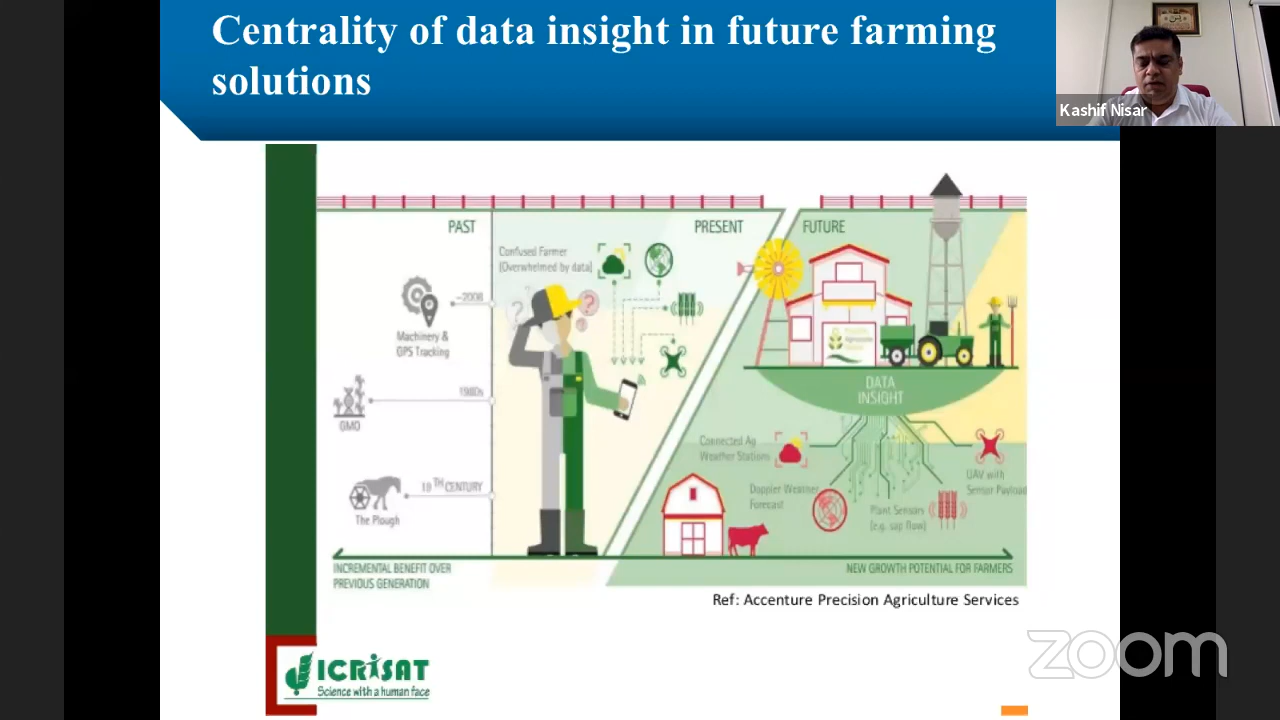 Centrality of data insight in future farming
solutions
Kashif Nisar
PAST
PRESENT
FUTURE
Confused Farmer
(Overwhelmed by data)
~2008
Machinery &
GPS Tracking
1980s
GMO
19TH CENTURY
The Plough
? ?
DATA
INSIGHT
Connected Ag
Weather Stations
Doppler Weather
Forecast
Plant Sensors
(e.g. sap flow)
UAV with
Sensor Payload
INCREMENTAL BENEFIT OVER
PREVIOUS GENERATION
NEW GROWTH POTENTIAL FOR FARMERS
Ref: Accenture Precision Agriculture Services
ICRISAT
Science with a human face
zoom